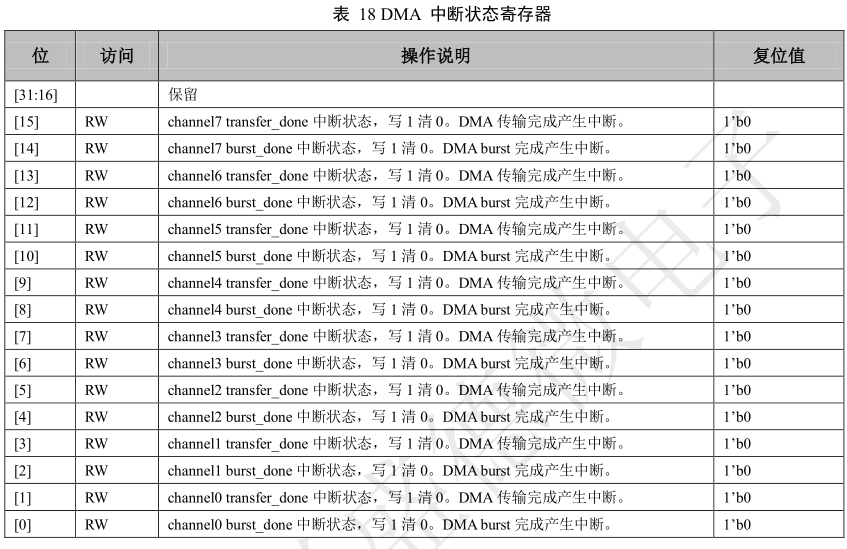 表 18 DMA 中断状态寄存器
位 访问 操作说明 复位值
[31:16] 保留
[15] RW channel7 transfer_done 中断状态，写 1 清 0。DMA 传输完成产生中断。 1’b0
[14] RW channel7 burst_done 中断状态，写 1 清 0。DMA burst 完成产生中断。 1’b0
[13] RW channel6 transfer_done 中断状态，写 1 清 0。DMA 传输完成产生中断。 1’b0
[12] RW channel6 burst_done 中断状态，写 1 清 0。DMA burst 完成产生中断。 1’b0
[11] RW channel5 transfer_done 中断状态，写 1 清 0。DMA 传输完成产生中断。 1’b0
[10] RW channel5 burst_done 中断状态，写 1 清 0。DMA burst 完成产生中断。 1’b0
[9] RW channel4 transfer_done 中断状态，写 1 清 0。DMA 传输完成产生中断。 1’b0
[8] RW channel4 burst_done 中断状态，写 1 清 0。DMA burst 完成产生中断。 1’b0
[7] RW channel3 transfer_done 中断状态，写 1 清 0。DMA 传输完成产生中断。 1’b0
[6] RW channel3 burst_done 中断状态，写 1 清 0。DMA burst 完成产生中断。 1’b0
[5] RW channel2 transfer_done 中断状态，写 1 清 0。DMA 传输完成产生中断。 1’b0
[4] RW channel2 burst_done 中断状态，写 1 清 0。DMA burst 完成产生中断。 1’b0
[3] RW channel1 transfer_done 中断状态，写 1 清 0。DMA 传输完成产生中断。 1’b0
[2] RW channel1 burst_done 中断状态，写 1 清 0。DMA burst 完成产生中断。 1’b0
[1] RW channel0 transfer_done 中断状态，写 1 清 0。DMA 传输完成产生中断。 1’b0
[0] RW channel0 burst_done 中断状态，写 1 清 0。DMA burst 完成产生中断。 1’b0
盛德微电子